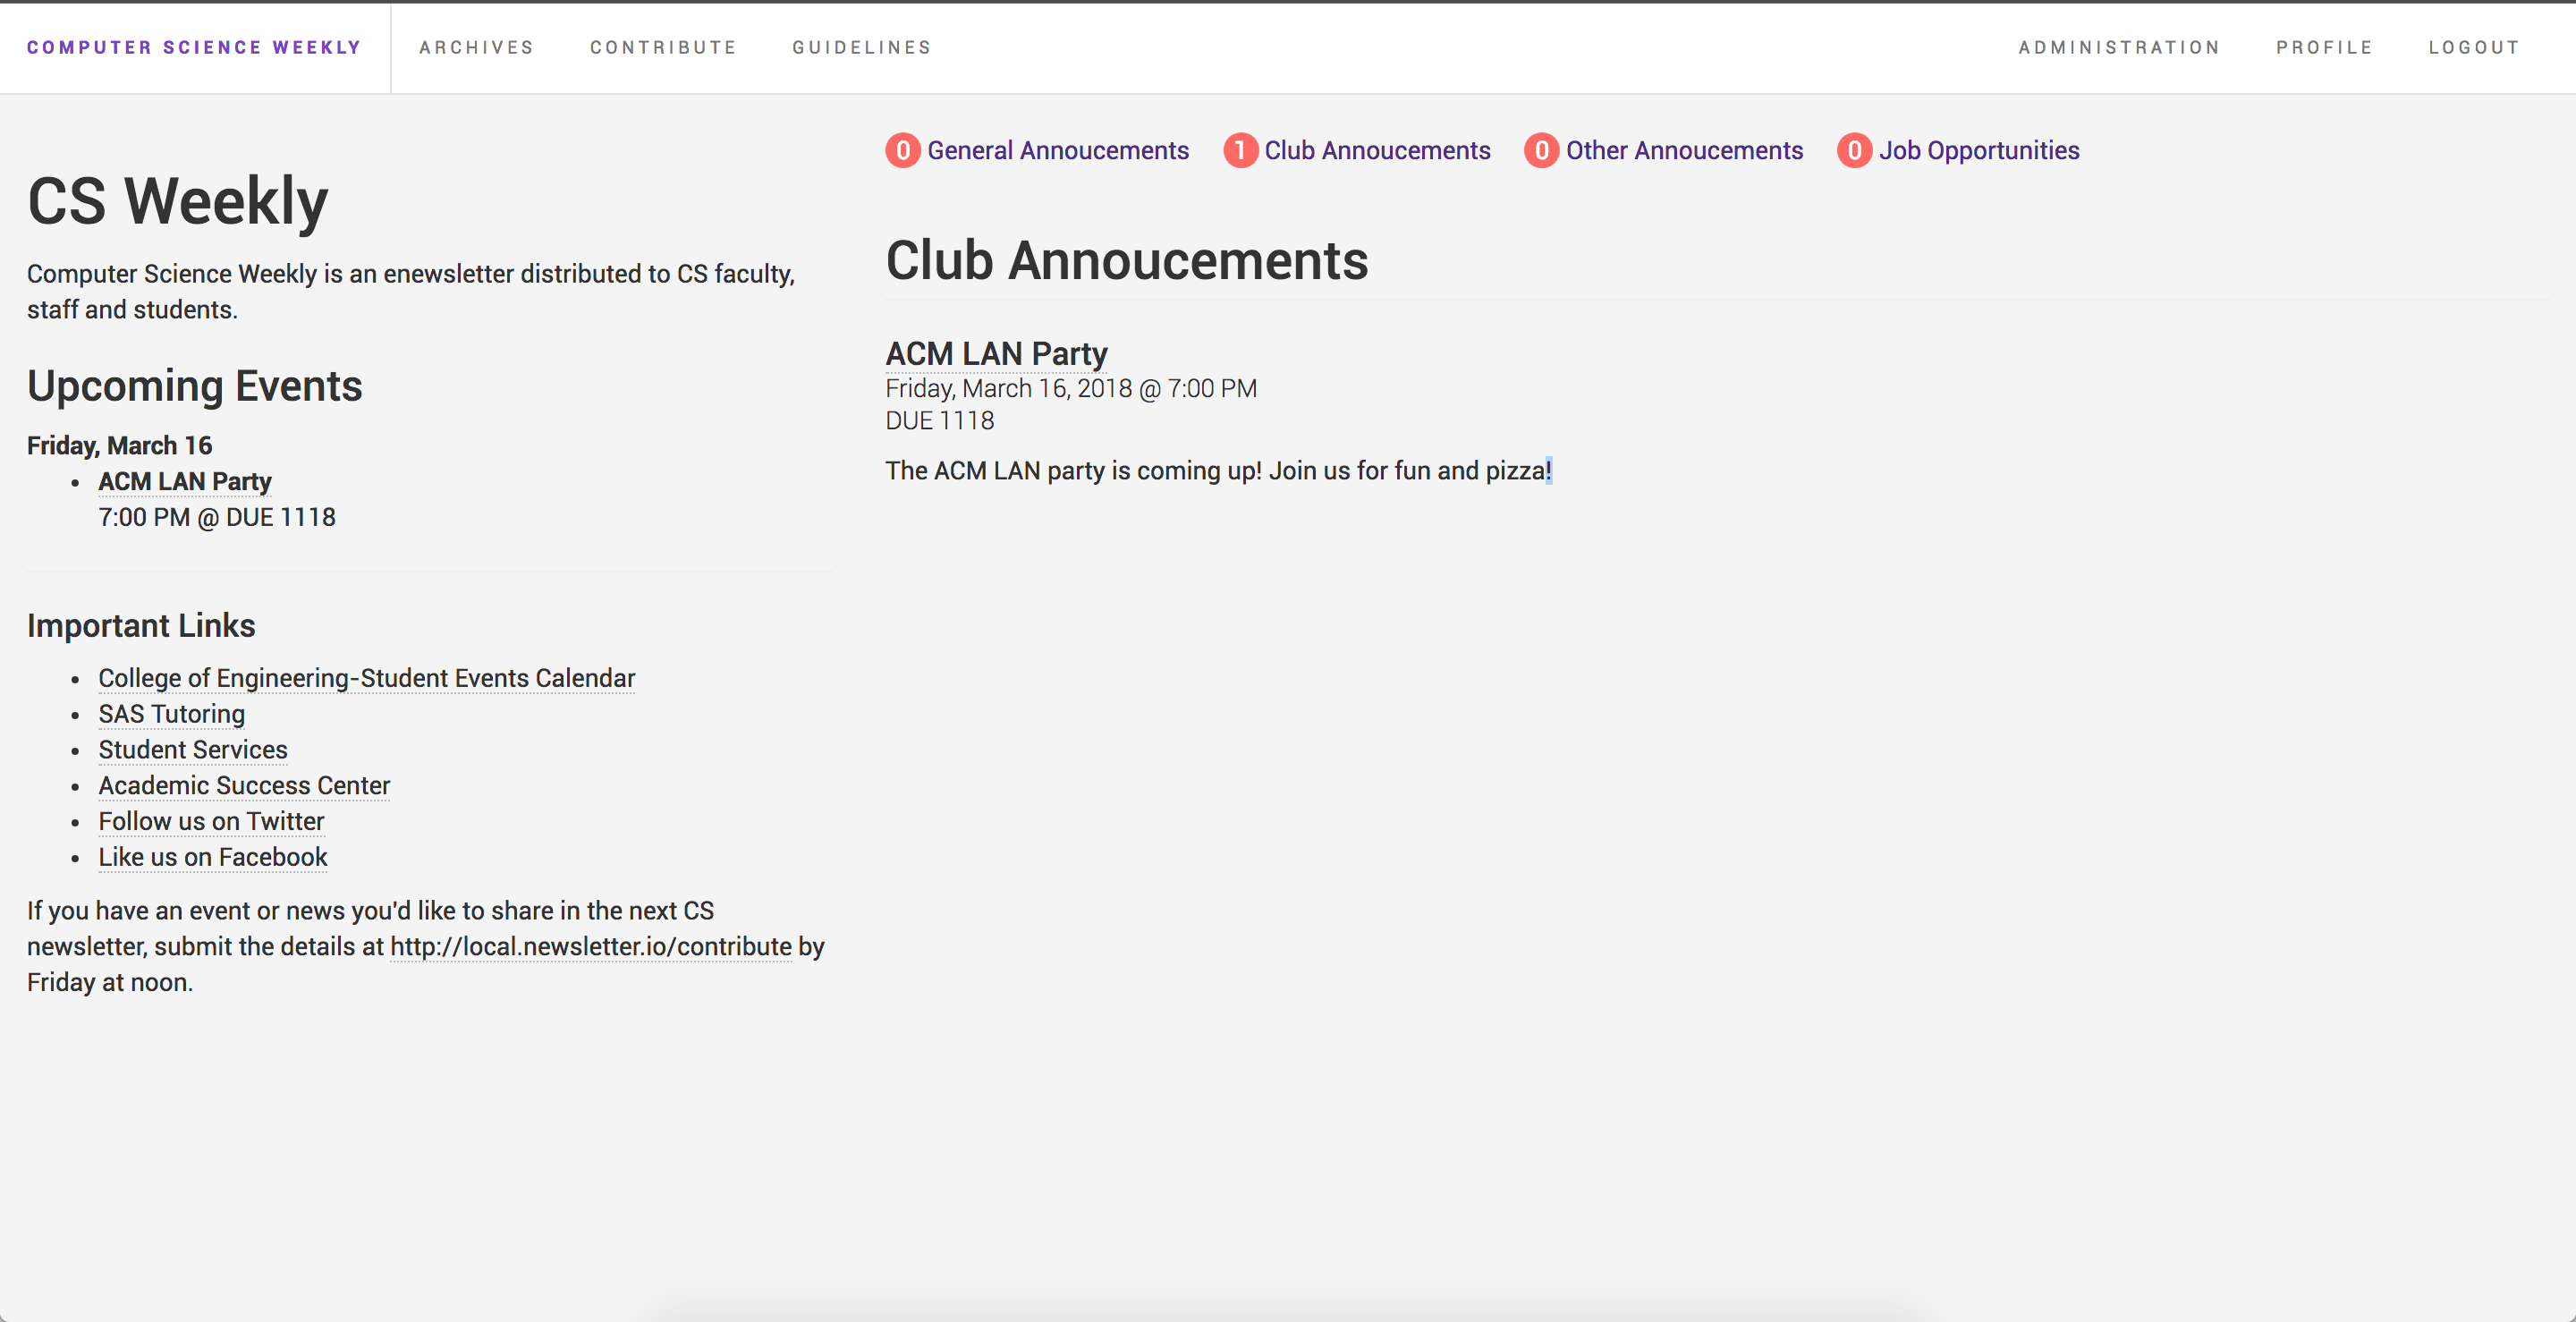 COMPUTER SCIENCE WEEKLY ARCHIVES CONTRIBUTE GUIDELINES ADMINISTRATION PROFILE LOGOUT
CS Weekly
Computer Science Weekly is an enewsletter distributed to CS faculty,
staff and students.
Upcoming Events
Friday, March 16
• ACM LAN Party
7:00 PM @ DUE 1118
Important Links
• College of Engineering-Student Events Calendar
• SAS Tutoring
• Student Services
• Academic Success Center
• Follow us on Twitter
• Like us on Facebook
If you have an event or news you'd like to share in the next CS
newsletter, submit the details at http://local.newsletter.io/contribute by
Friday at noon.
0 General Annoucements 1 Club Annoucements 0 Other Annoucements 0 Job Opportunities
Club Annoucements
ACM LAN Party
Friday, March 16, 2018 @ 7:00 PM
DUE 1118
The ACM LAN party is coming up! Join us for fun and pizza!